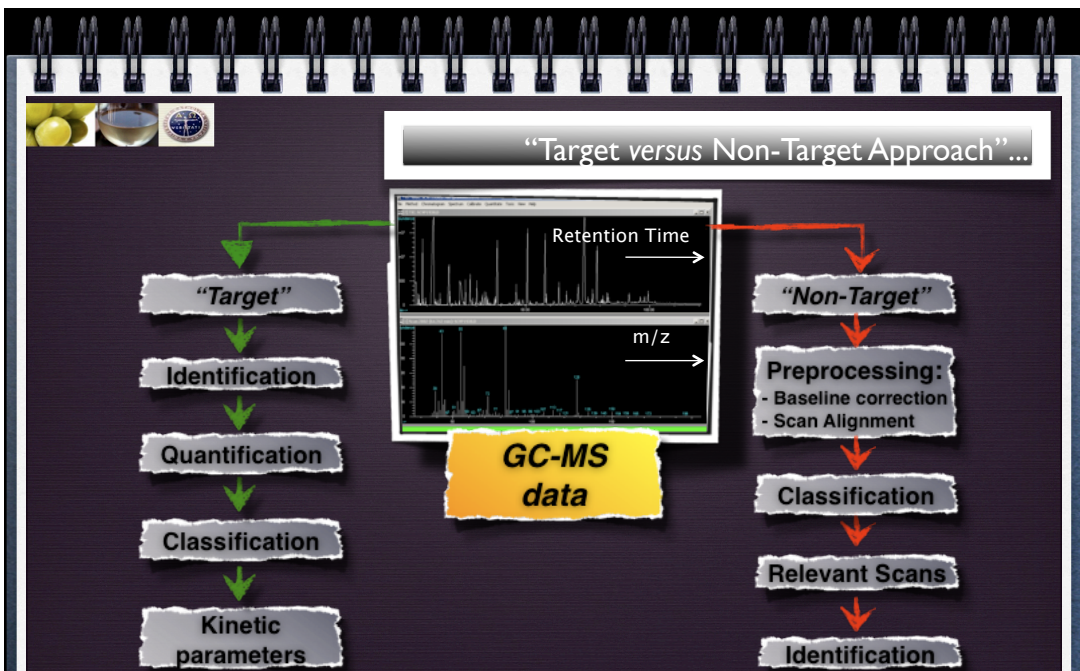 “Target versus Non-Target Approach”...
Retention Time
m/z
GC-MS
data
“Target”
Identification
Quantification
Classification
Kinetic
parameters
“Non-Target”
Preprocessing:
- Baseline correction
- Scan Alignment
Classification
Relevant Scans
Identification